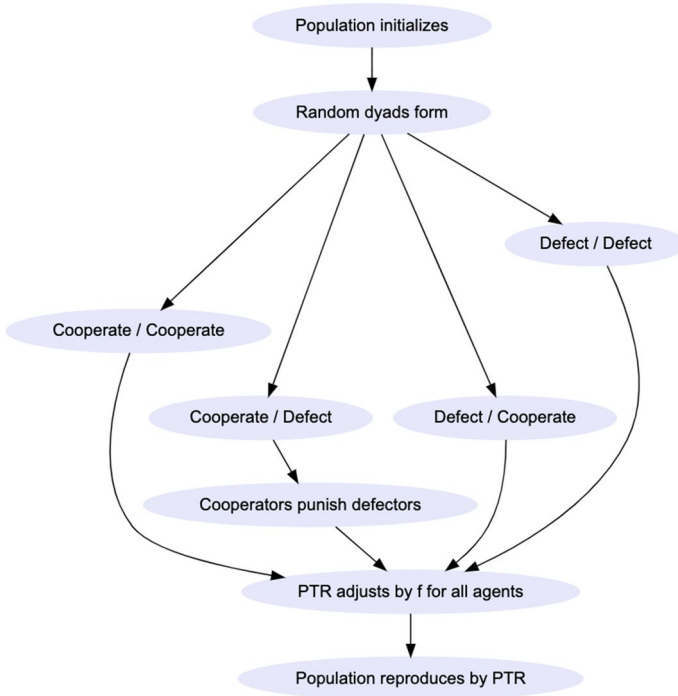 Population initializes
Random dyads form
Defect / Defect
Cooperate / Cooperate
Cooperate / Defect
Defect / Cooperate
Cooperators punish defectors
PTR adjusts by f for all agents
Population reproduces by PTR